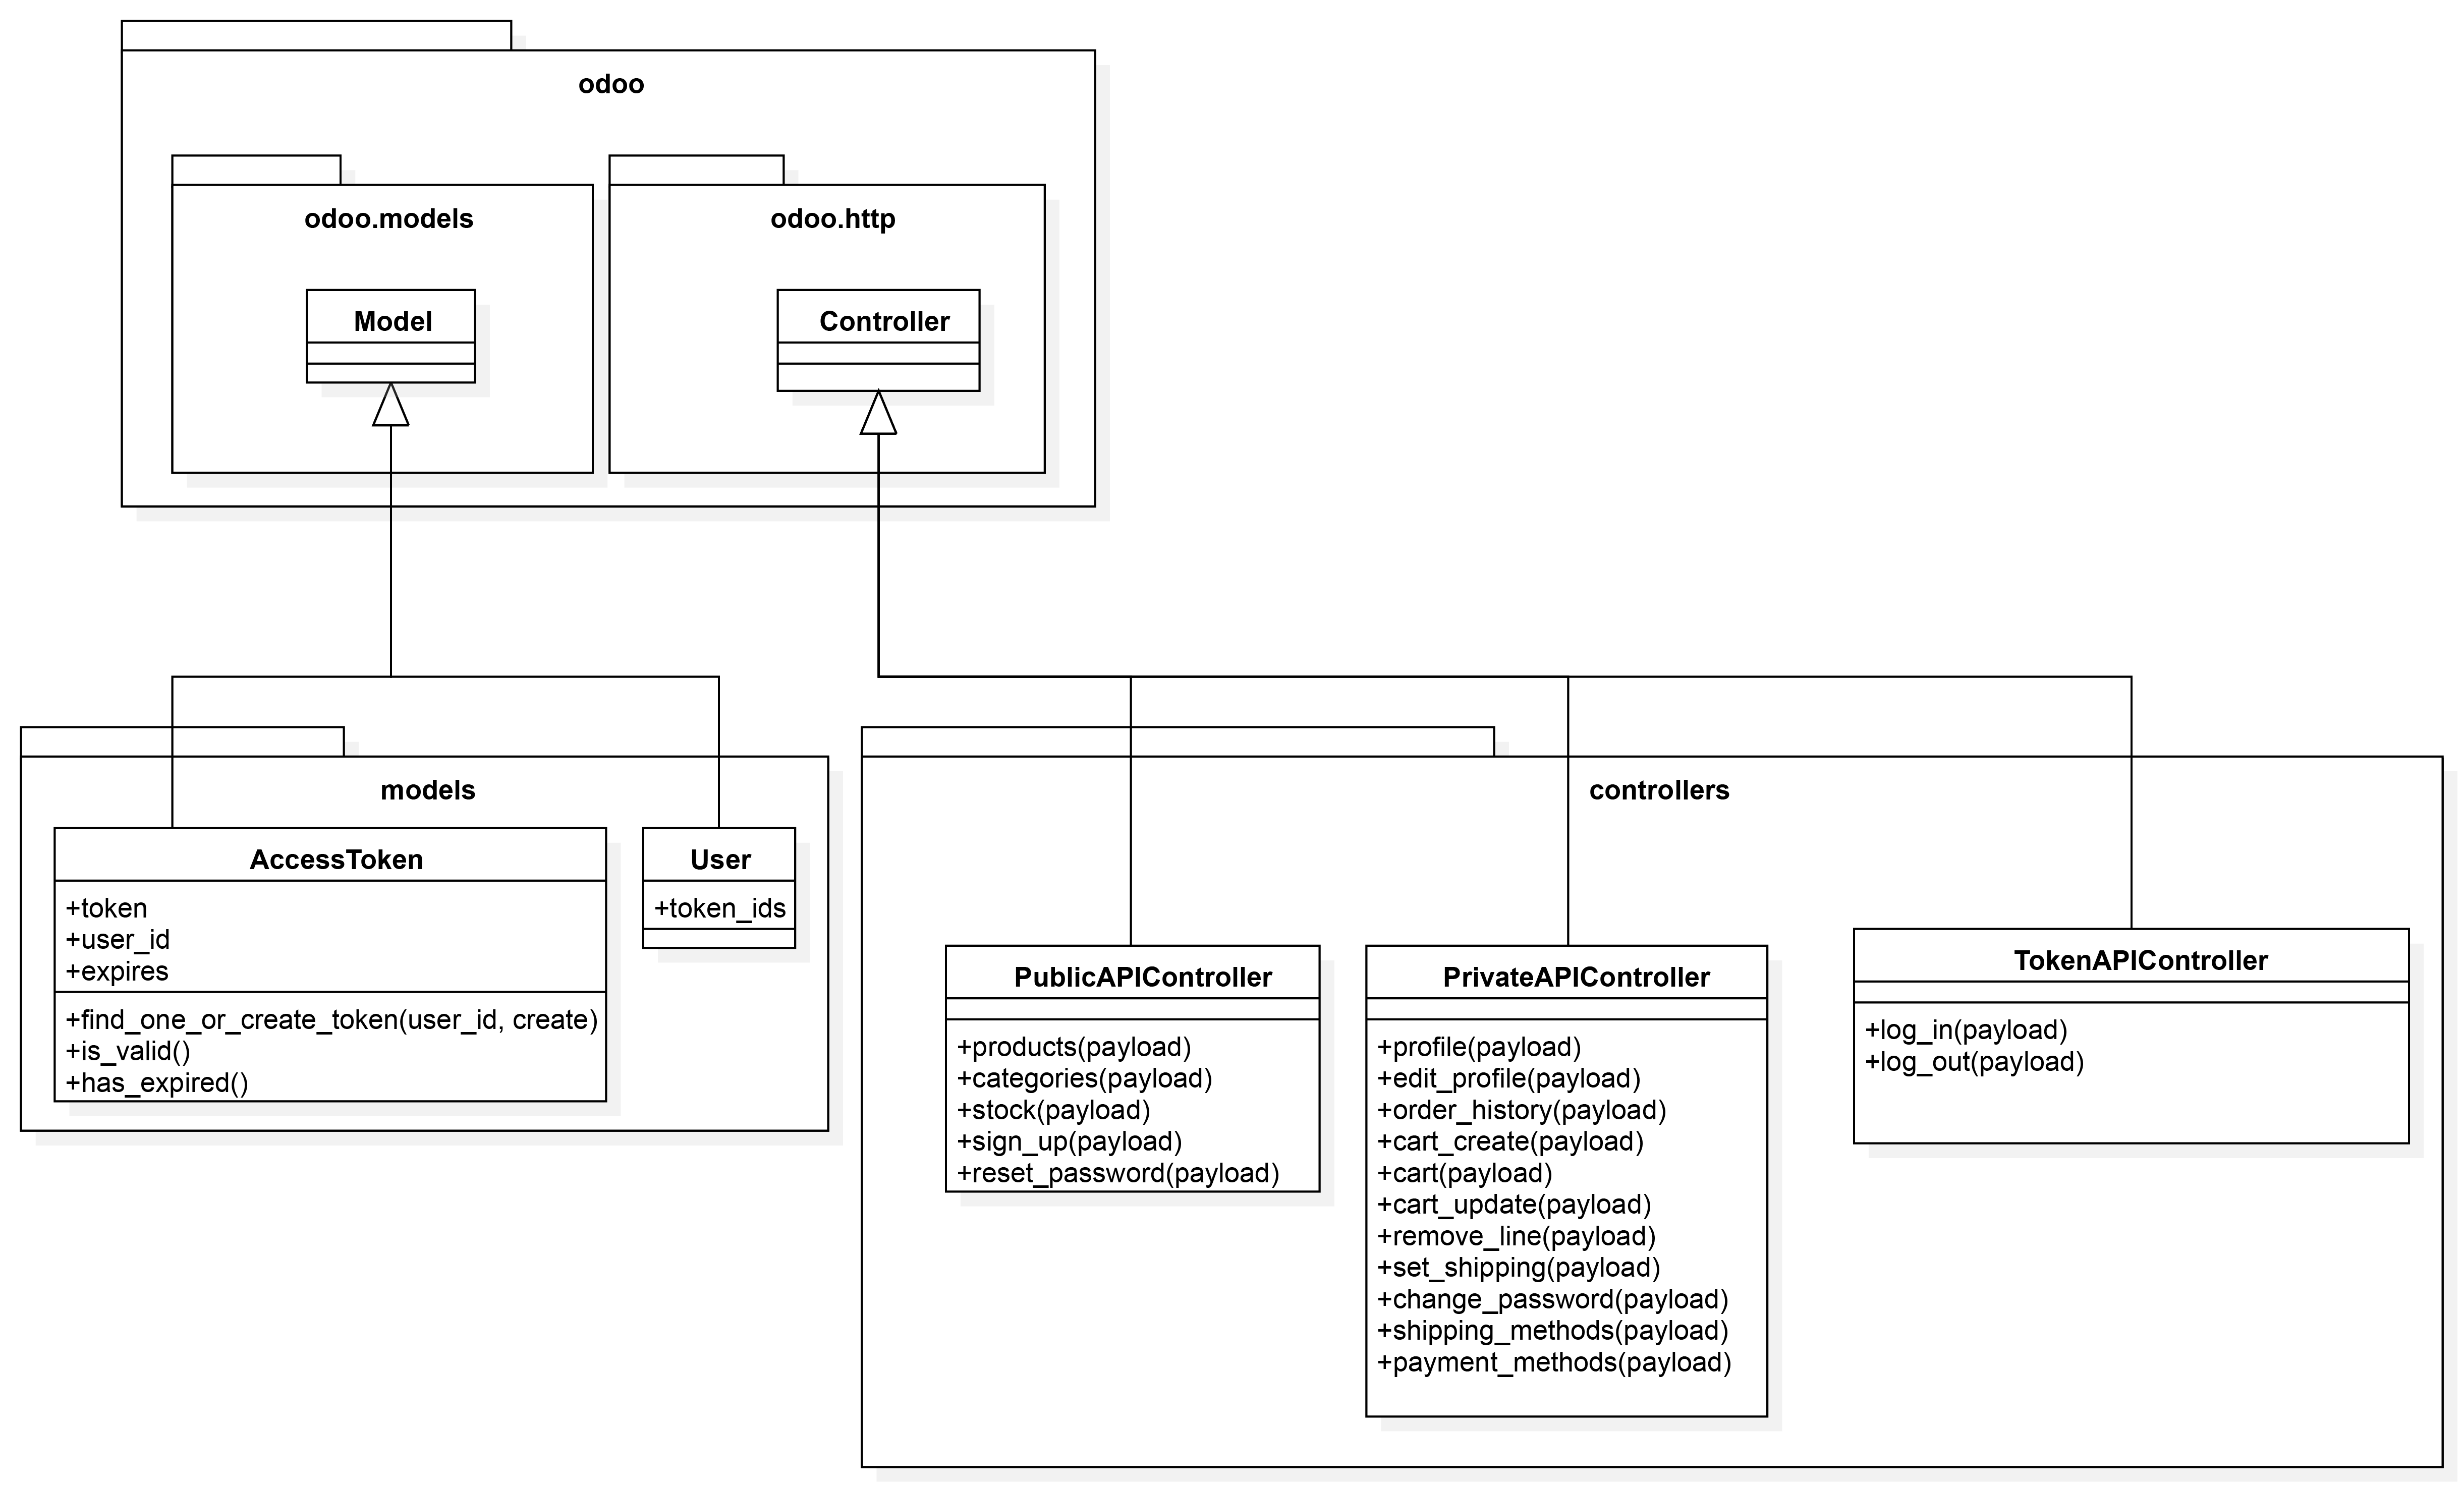 odoo
odoo.models
odoo.http
Model
Controller
models
controllers
AccessToken
+token
+user_id
+expires
+find_one_or_create_token(user_id, create)
+is_valid()
+has_expired()
User
+token_ids
PublicAPIController
+products(payload)
+categories(payload)
+stock(payload)
+sign_up(payload)
+reset_password(payload)
PrivateAPIController
+profile(payload)
+edit_profile(payload)
+order_history(payload)
+cart_create(payload)
+cart(payload)
+cart_update(payload)
+remove_line(payload)
+set_shipping(payload)
+change_password(payload)
+shipping_methods(payload)
+payment_methods(payload)
TokenAPIController
+log_in(payload)
+log_out(payload)